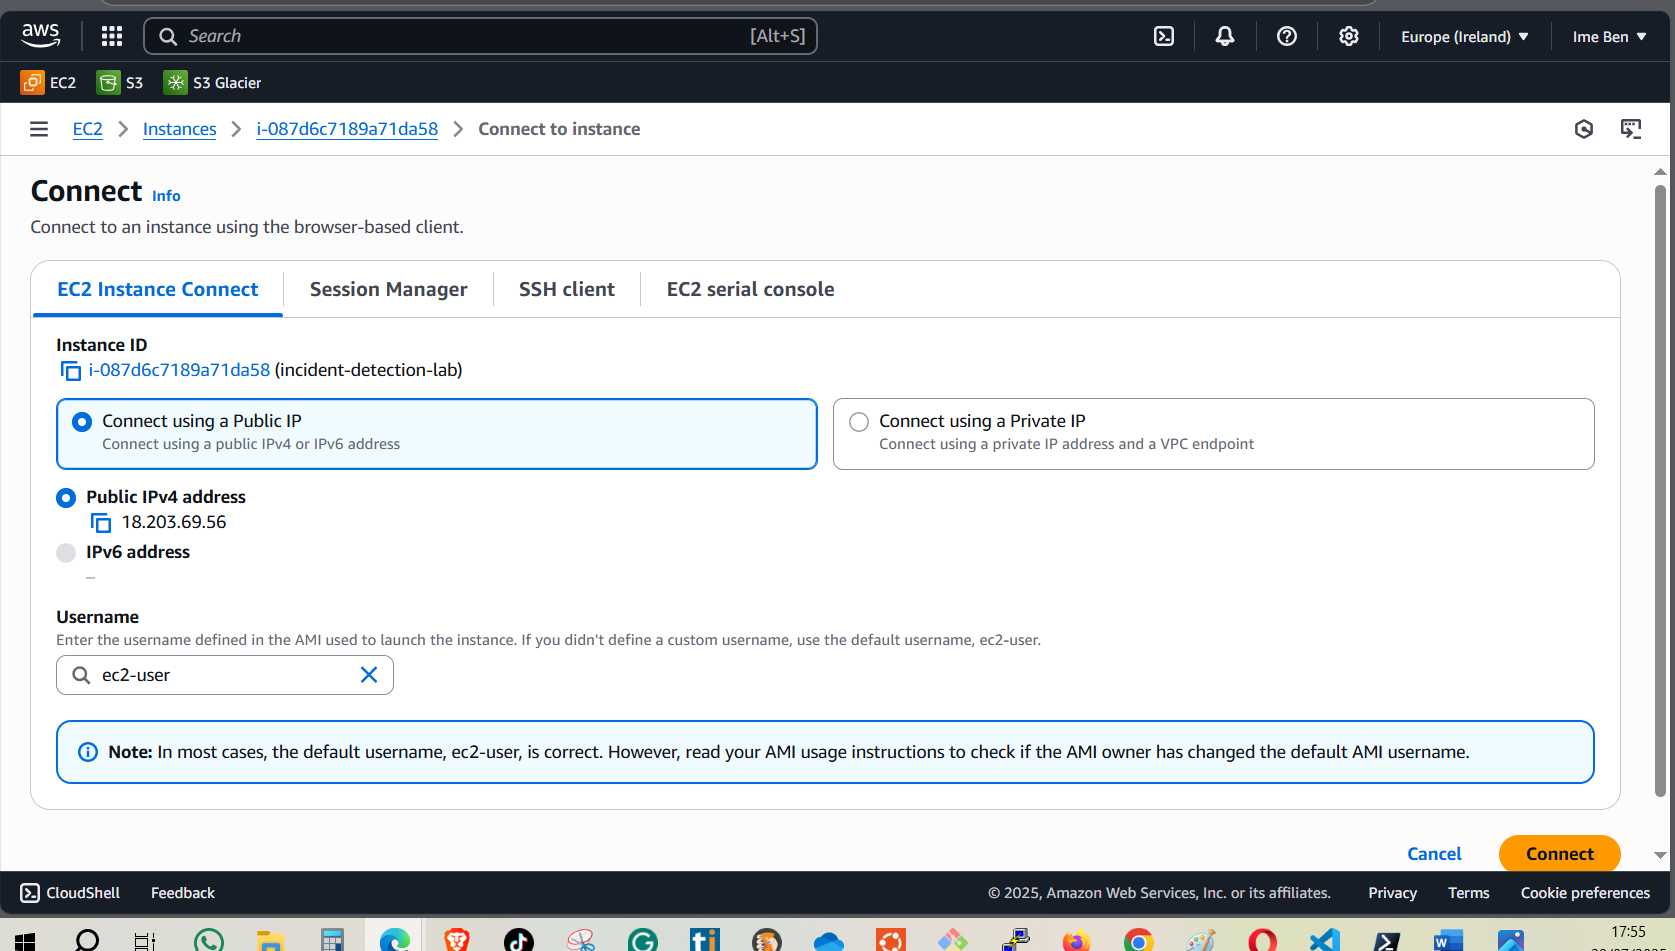 aws
Search [Alt+S]
Europe (Ireland)
Ime Ben
EC2
S3
S3 Glacier
EC2 > Instances > i-087d6c7189a71da58 > Connect to instance
Connect Info
Connect to an instance using the browser-based client.
EC2 Instance Connect
Session Manager
SSH client
EC2 serial console
Instance ID
i-087d6c7189a71da58 (incident-detection-lab)
Connect using a Public IP
Connect using a public IPv4 or IPv6 address
Connect using a Private IP
Connect using a private IP address and a VPC endpoint
Public IPv4 address
18.203.69.56
IPv6 address
–
Username
Enter the username defined in the AMI used to launch the instance. If you didn't define a custom username, use the default username, ec2-user.
ec2-user
Note: In most cases, the default username, ec2-user, is correct. However, read your AMI usage instructions to check if the AMI owner has changed the default AMI username.
Cancel
Connect
CloudShell
Feedback
© 2025, Amazon Web Services, Inc. or its affiliates.
Privacy
Terms
Cookie preferences
17:55